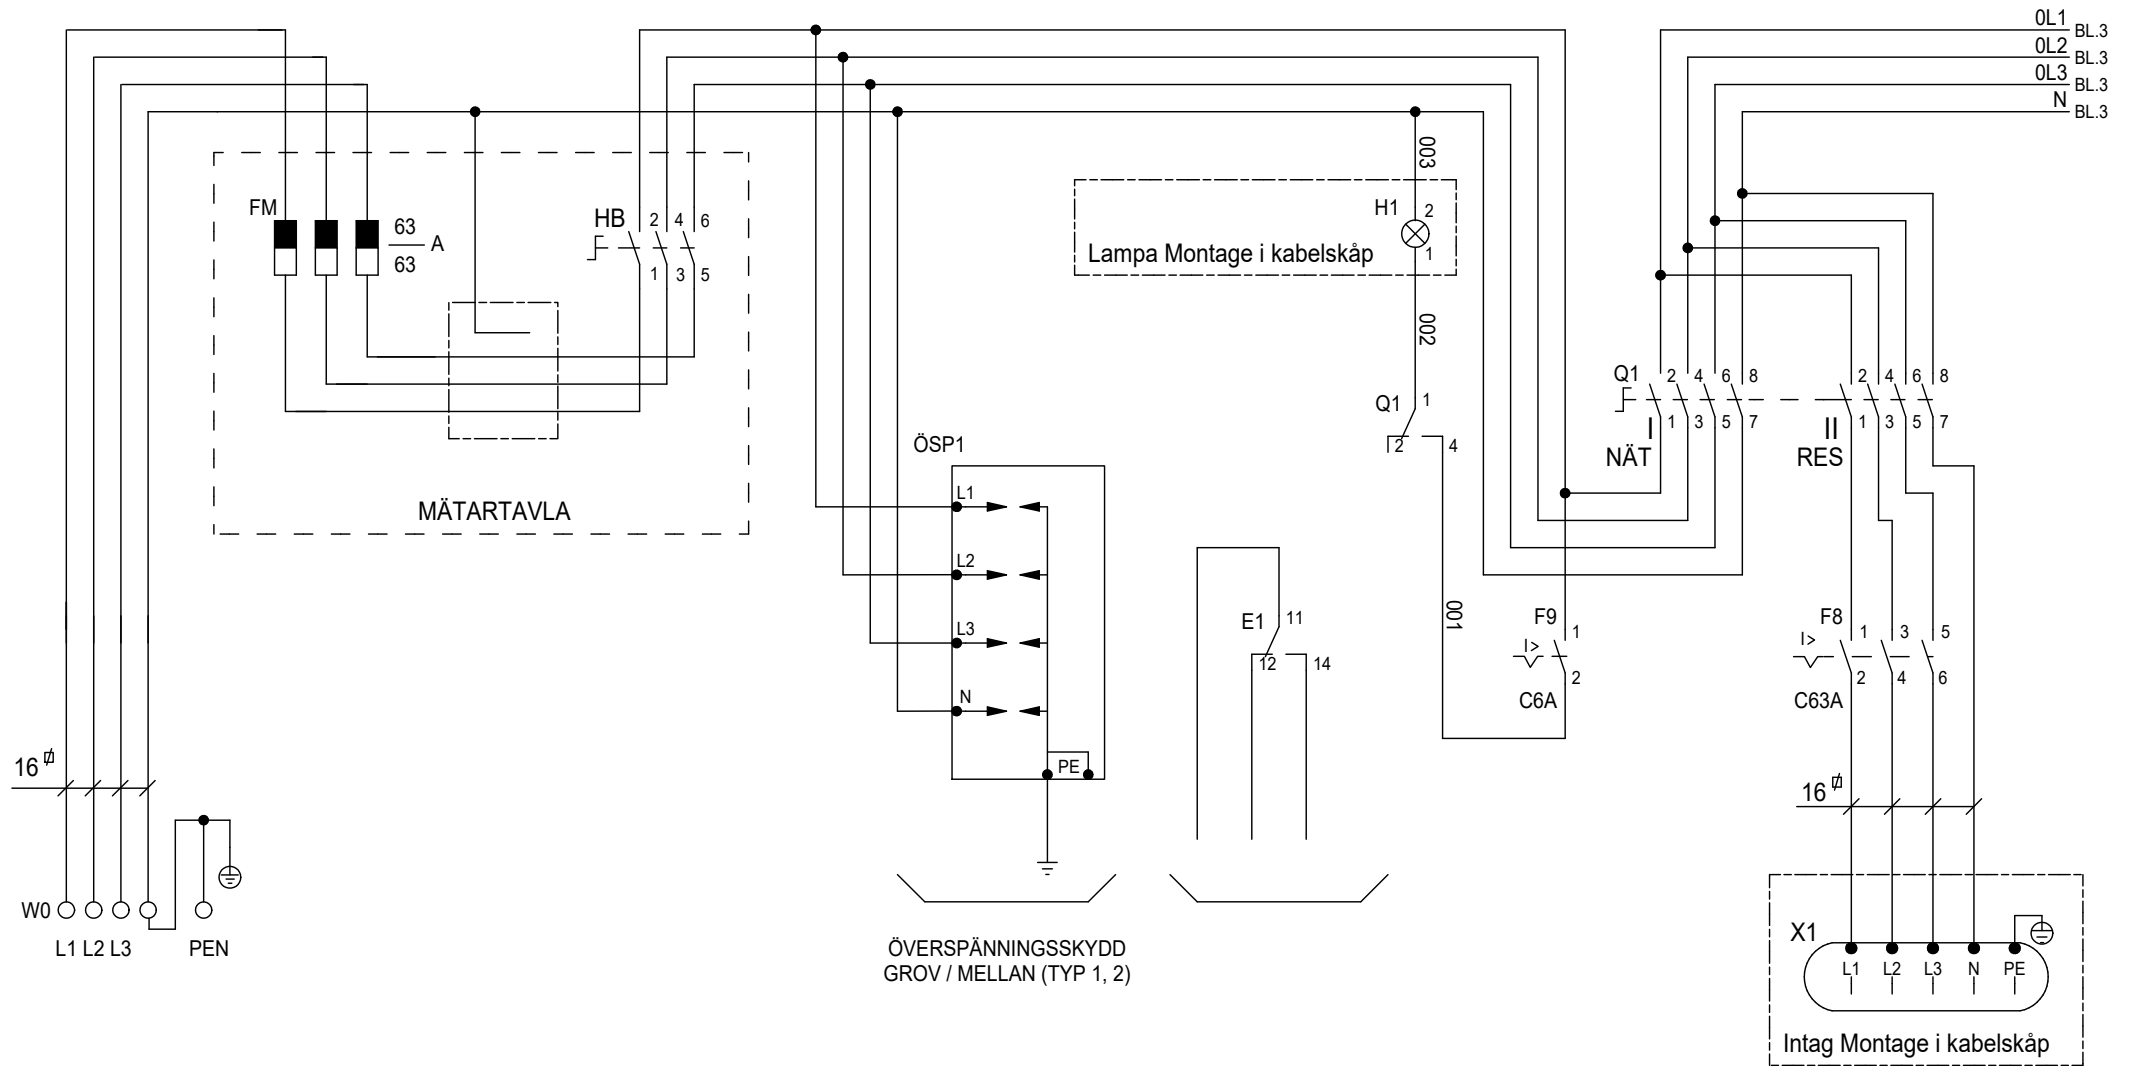 0L1 BL.3
0L2 BL.3
0L3 BL.3
N BL.3
FM
63
A
63
HB 2 4 6
1 3 5
MÄTARTAVLA
003
H1 2
1
Lampa Montage i kabelskåp
002
Q1 1
2 4
001
Q1 2 4 6 8
1 3 5 7
I
NÄT
2 4 6 8
1 3 5 7
II
RES
ÖSP1
L1
L2
L3
N
PE
E1 11
12 14
F9 1
I>
2
C6A
F8 1 3 5
I>
2 4 6
C63A
16
16
W0
L1 L2 L3 PEN
ÖVERSPÄNNINGSSKYDD
GROV / MELLAN (TYP 1, 2)
X1
L1 L2 L3 N PE
Intag Montage i kabelskåp